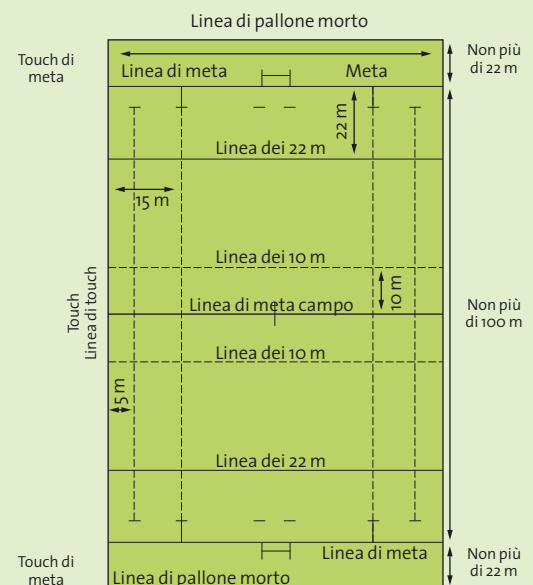 Linea di pallone morto
Touch di
meta
Linea di meta
Meta
Non più
di 22 m
22 m
Linea dei 22 m
15 m
Linea dei 10 m
10 m
Touch
Linea di touch
Linea di meta campo
Non più
di 100 m
Linea dei 10 m
5 m
Linea dei 22 m
Touch di
meta
Linea di meta
Linea di pallone morto
Non più
di 22 m